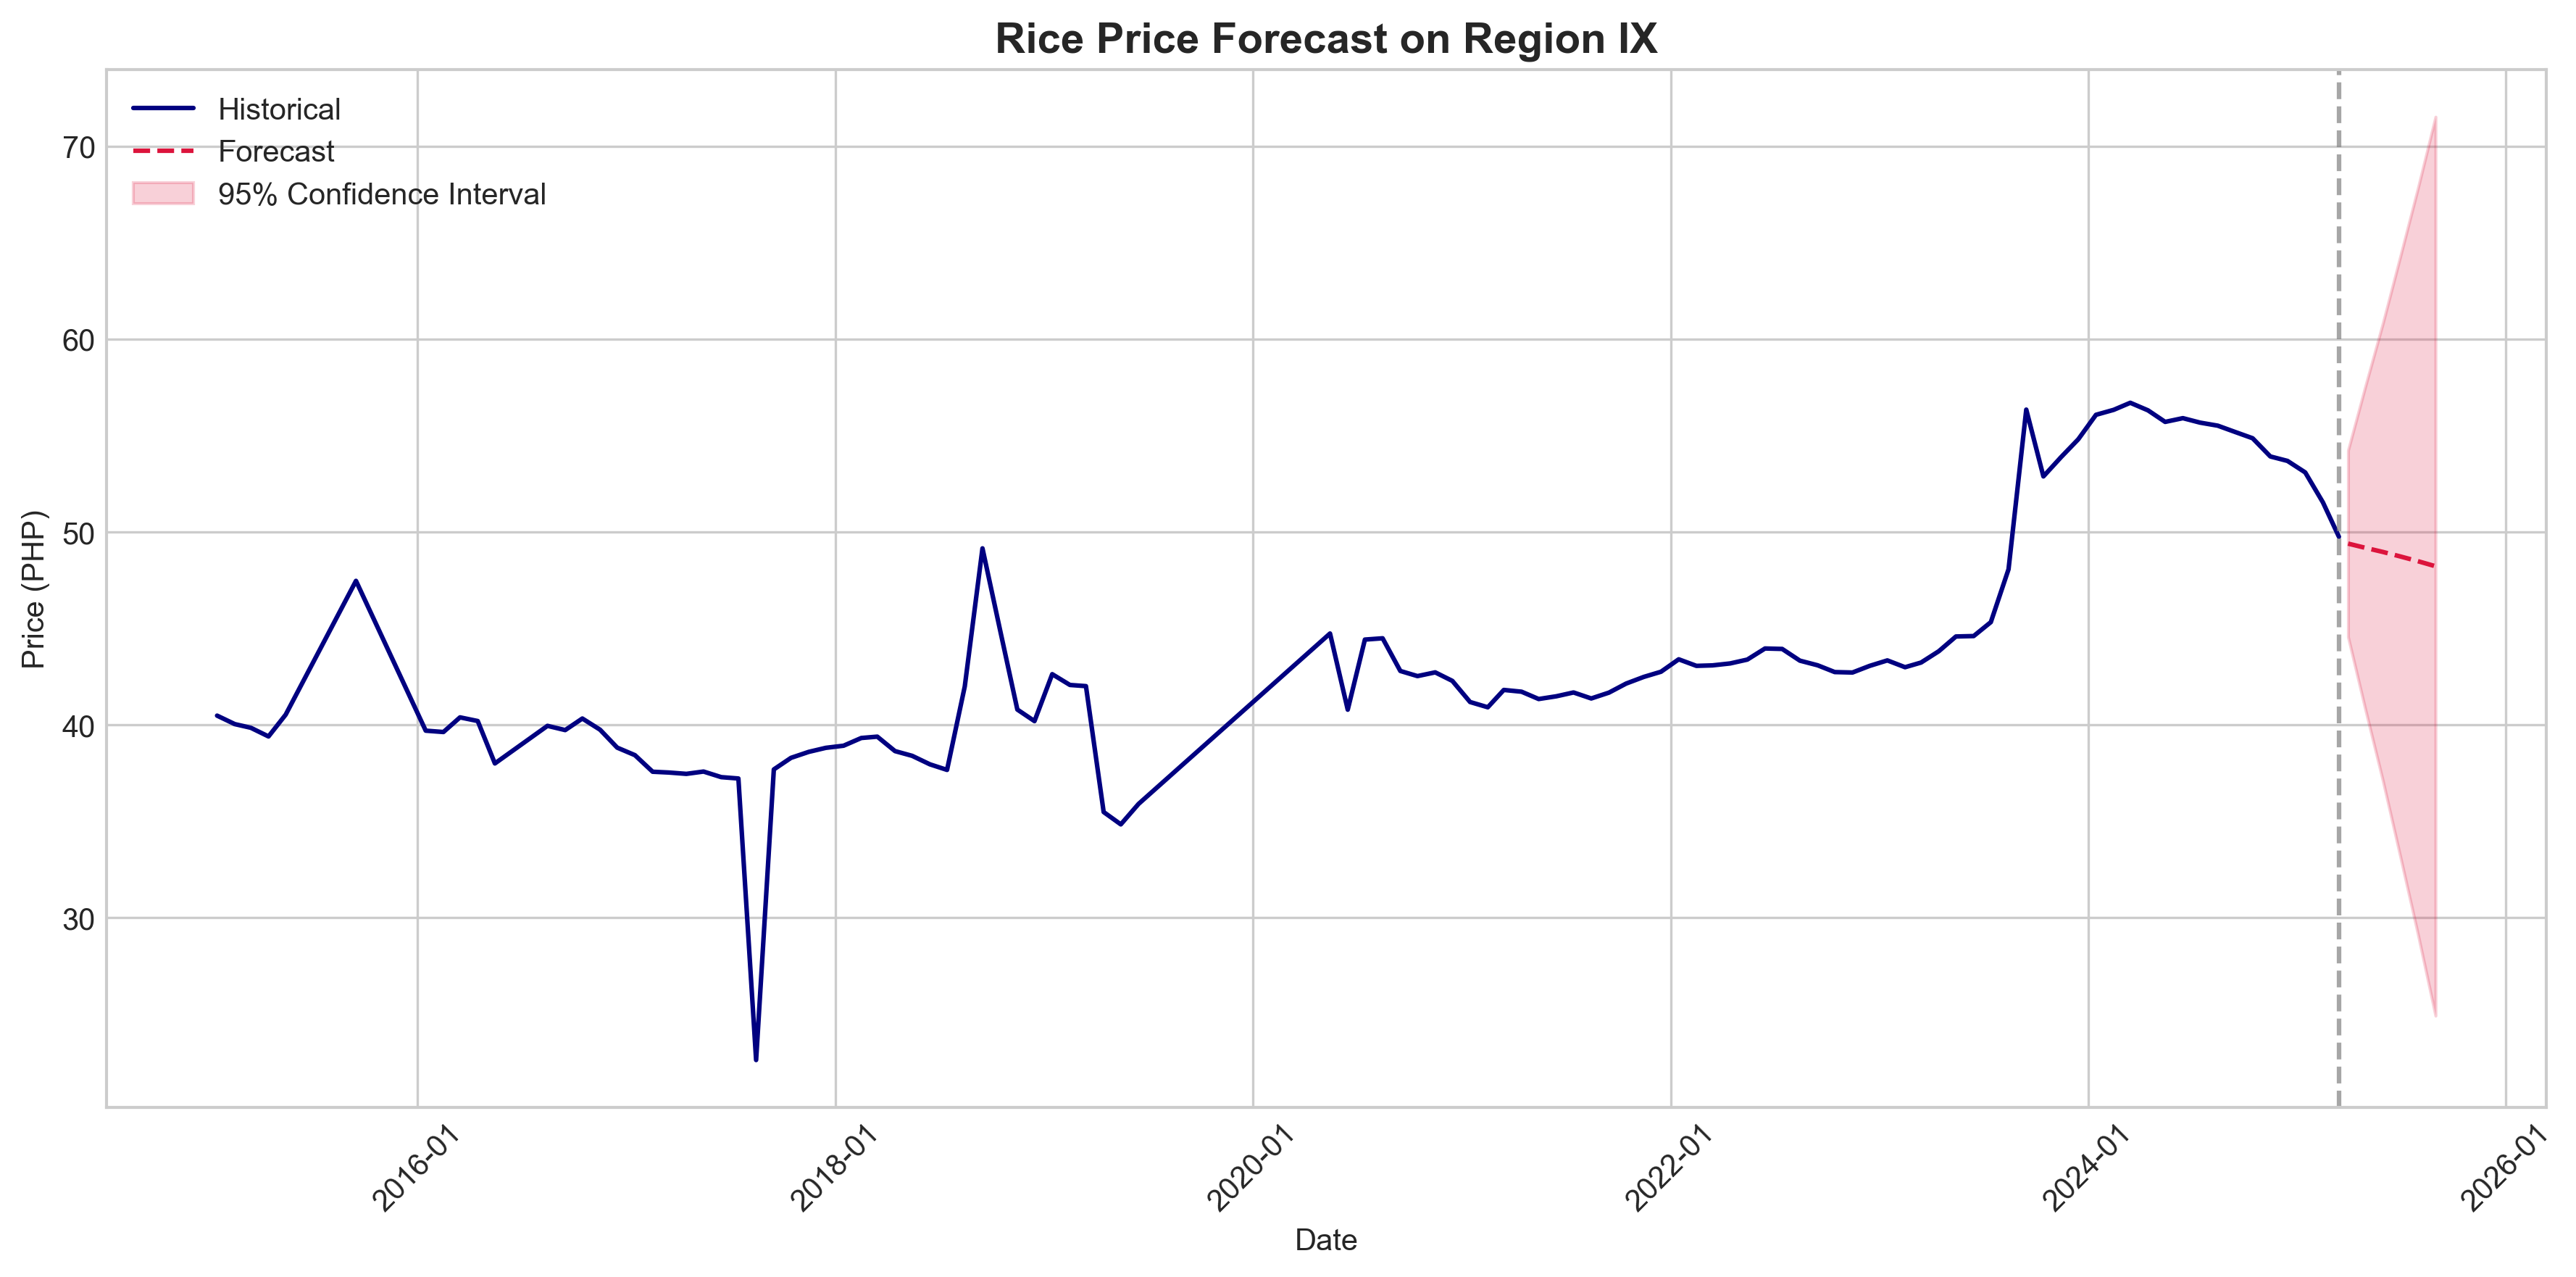 Rice Price Forecast on Region IX
Historical
Forecast
95% Confidence Interval
70
60
50
40
30
Price (PHP)
2016-01
2018-01
2020-01
2022-01
2024-01
2026-01
Date